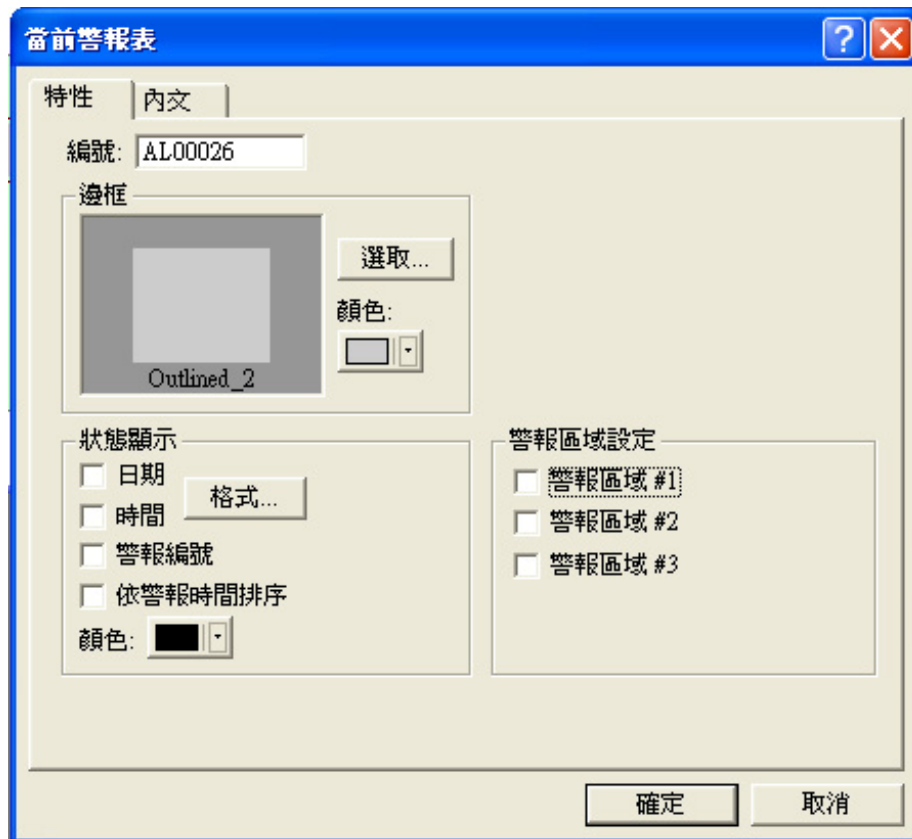 當前警報表
特性
內文
編號: AL00026
邊框
Outlined_2
選取...
顏色:
狀態顯示
日期
時間
格式...
警報編號
依警報時間排序
顏色:
警報區域設定
警報區域 #1
警報區域 #2
警報區域 #3
確定
取消